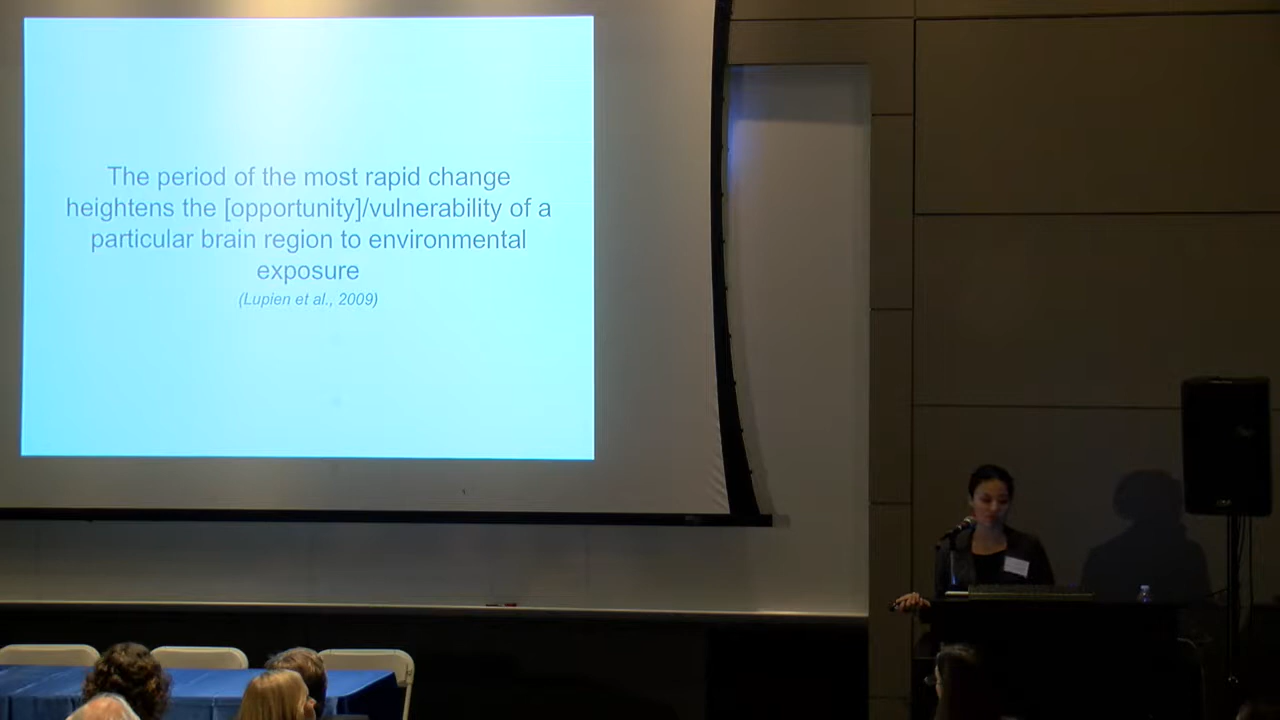 The period of the most rapid change
heightens the [opportunity]/vulnerability of a
particular brain region to environmental
exposure
(Lupien et al., 2009)